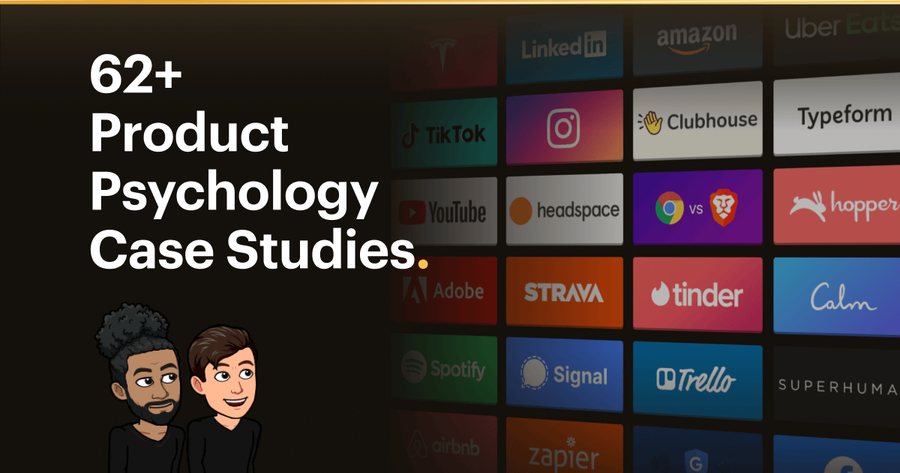 62+
Product
Psychology
Case Studies.
LinkedIn
amazon
Uber Eats
TikTok
Clubhouse
Typeform
YouTube
headspace
vs
hopper
Adobe
STRAVA
tinder
Calm
Spotify
Signal
Trello
SUPERHUMA
airbnb
zapier
G